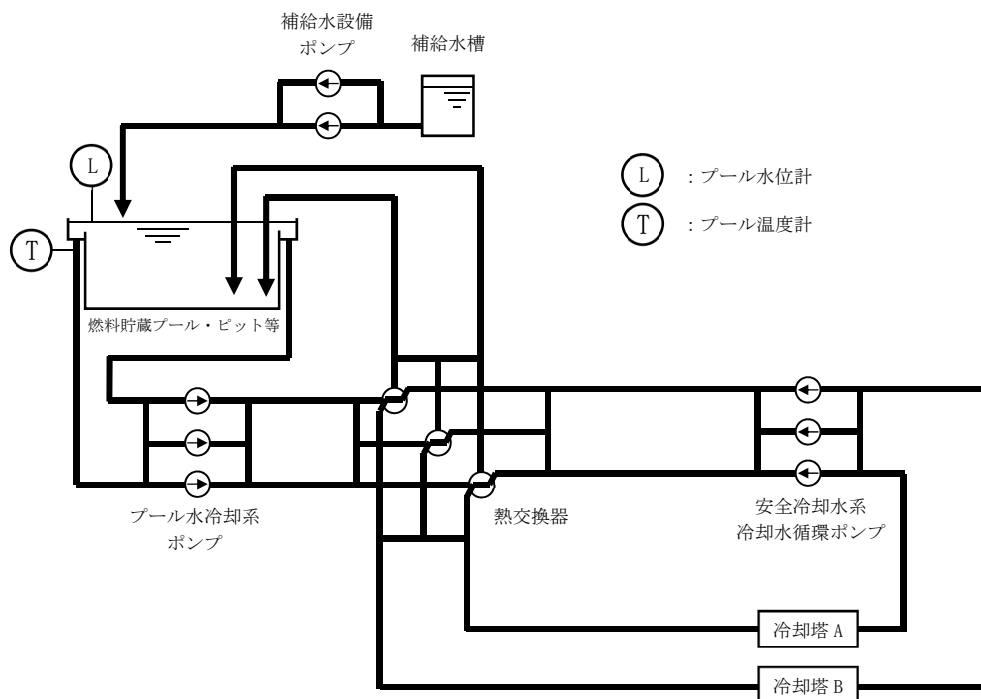 補給水設備
ポンプ
補給水槽
L
L
：プール水位計
T
：プール温度計
T
燃料貯蔵プール・ピット等
プール水冷却系
ポンプ
熱交換器
安全冷却水系
冷却水循環ポンプ
冷却塔 A
冷却塔 B